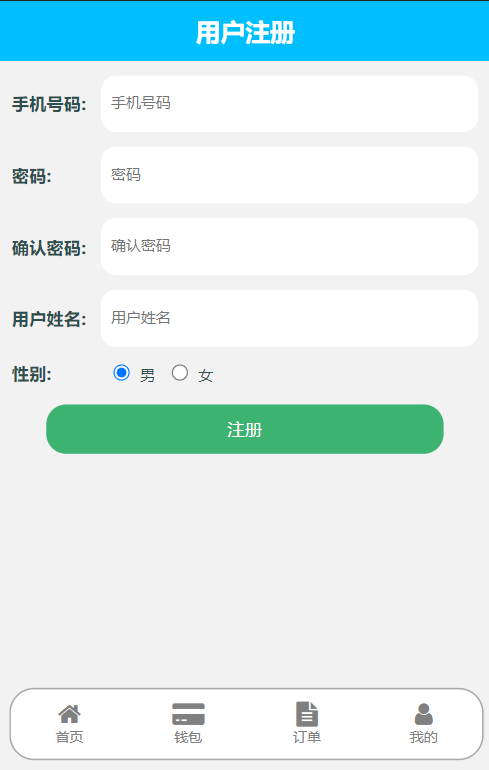 用户注册
手机号码: 手机号码
密码: 密码
确认密码: 确认密码
用户姓名: 用户姓名
性别: 男 女
注册
首页 钱包 订单 我的